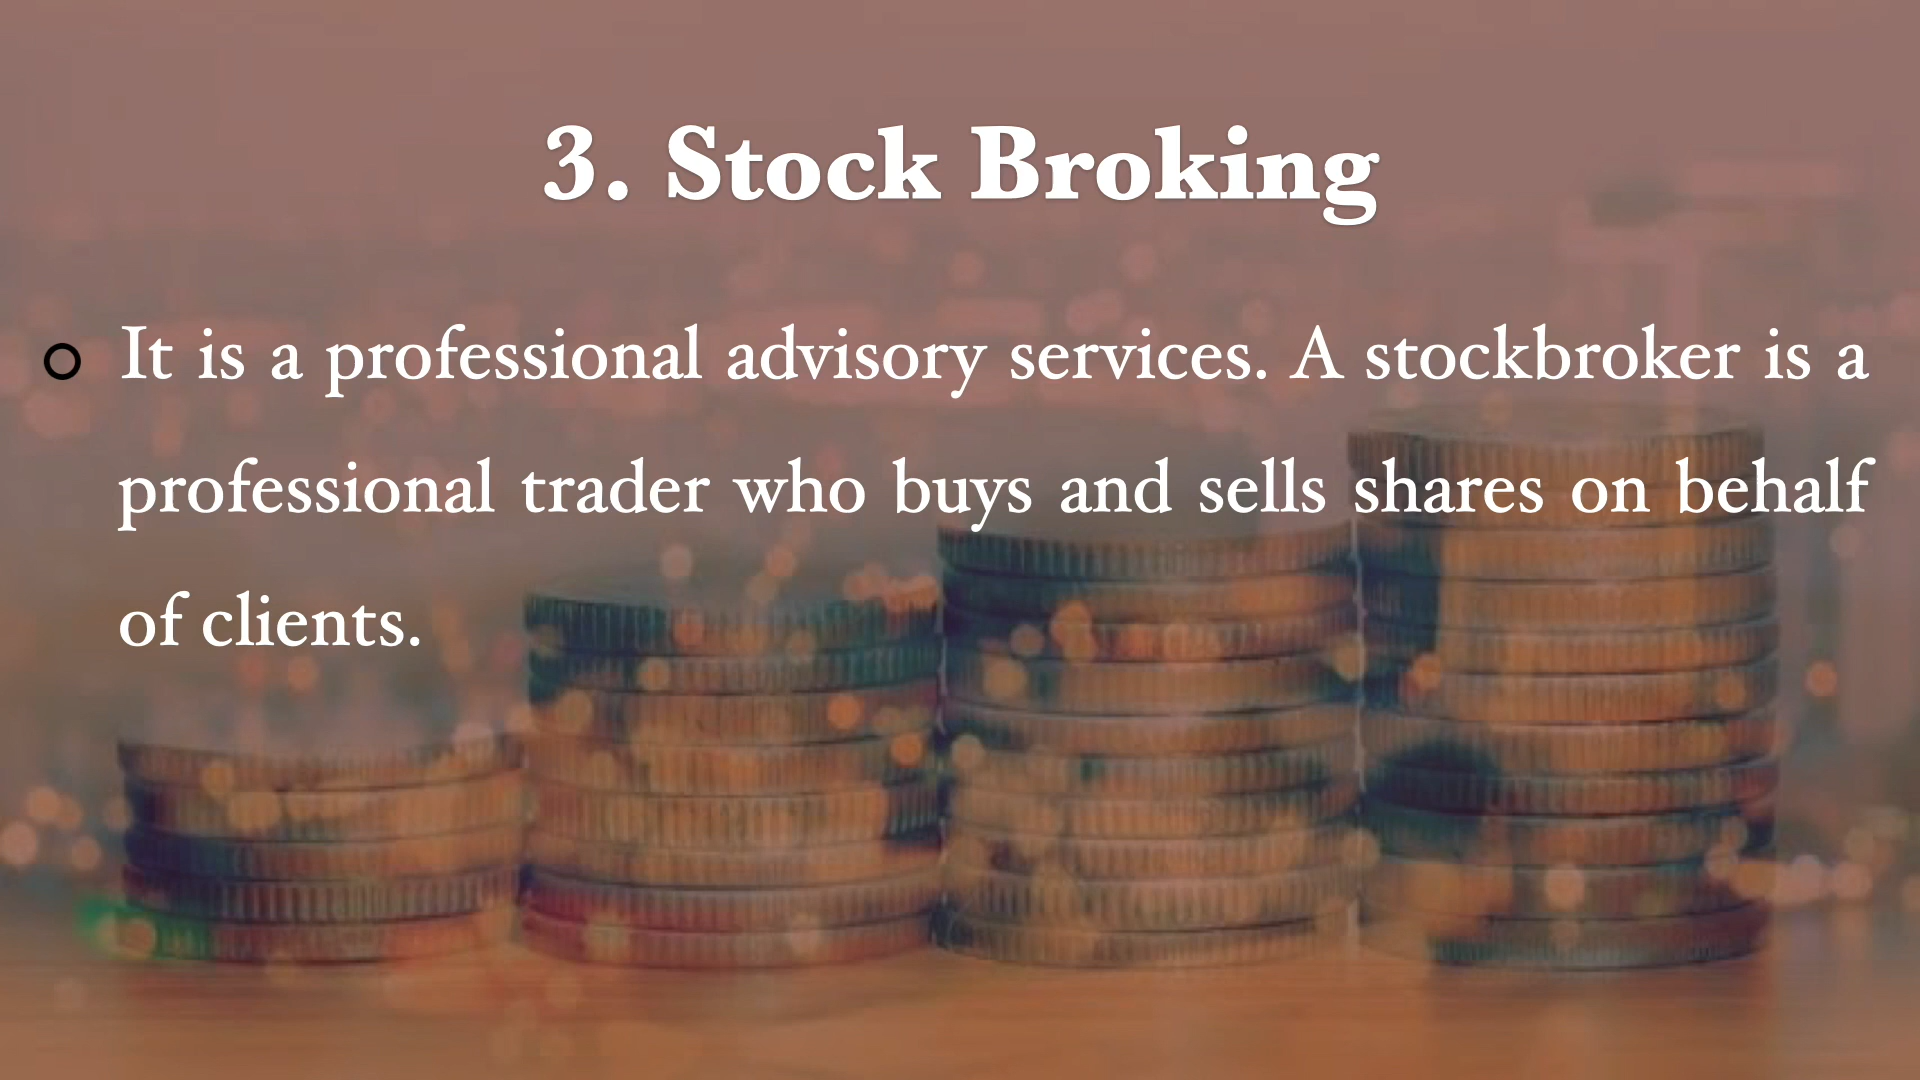 3. Stock Broking
It is a professional advisory services. A stockbroker is a
professional trader who buys and sells shares on behalf
of clients.